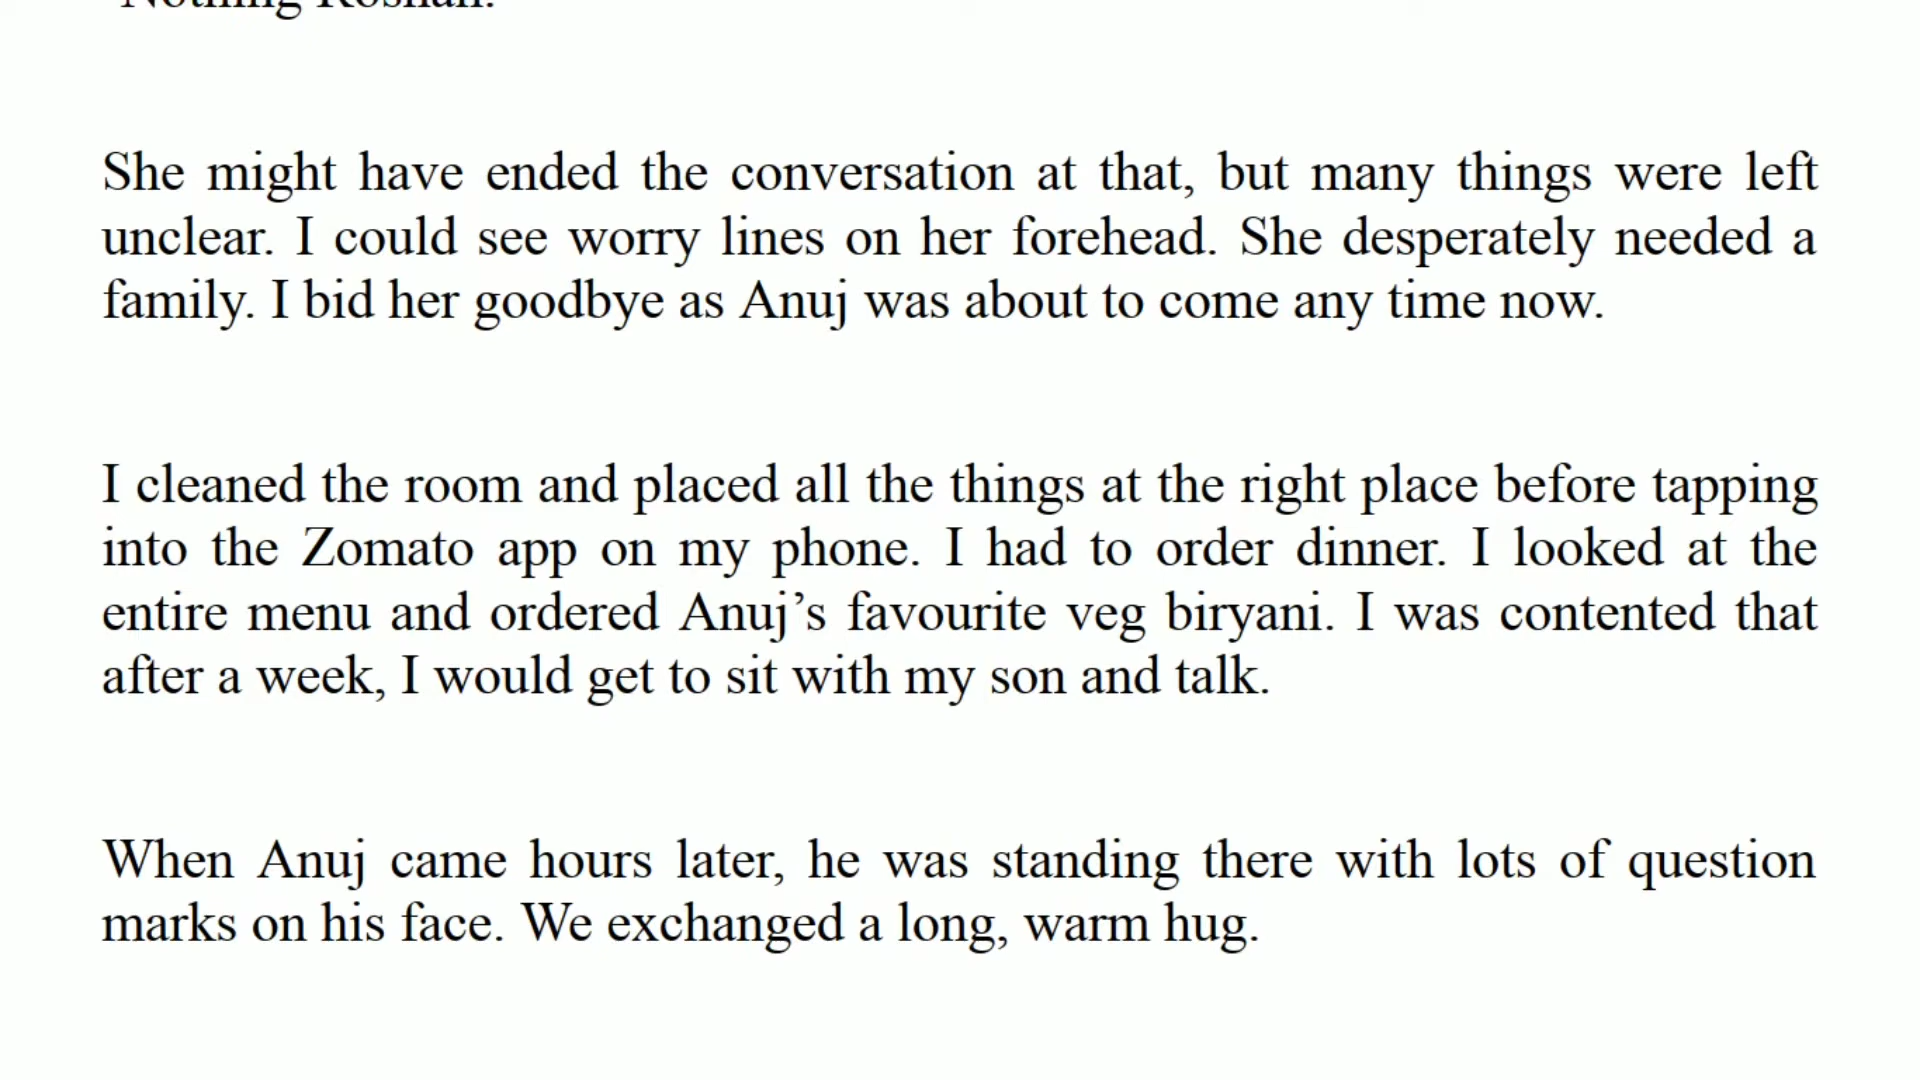 Nothing Roshan.
She might have ended the conversation at that, but many things were left
unclear. I could see worry lines on her forehead. She desperately needed a
family. I bid her goodbye as Anuj was about to come any time now.
I cleaned the room and placed all the things at the right place before tapping
into the Zomato app on my phone. I had to order dinner. I looked at the
entire menu and ordered Anuj’s favourite veg biryani. I was contented that
after a week, I would get to sit with my son and talk.
When Anuj came hours later, he was standing there with lots of question
marks on his face. We exchanged a long, warm hug.